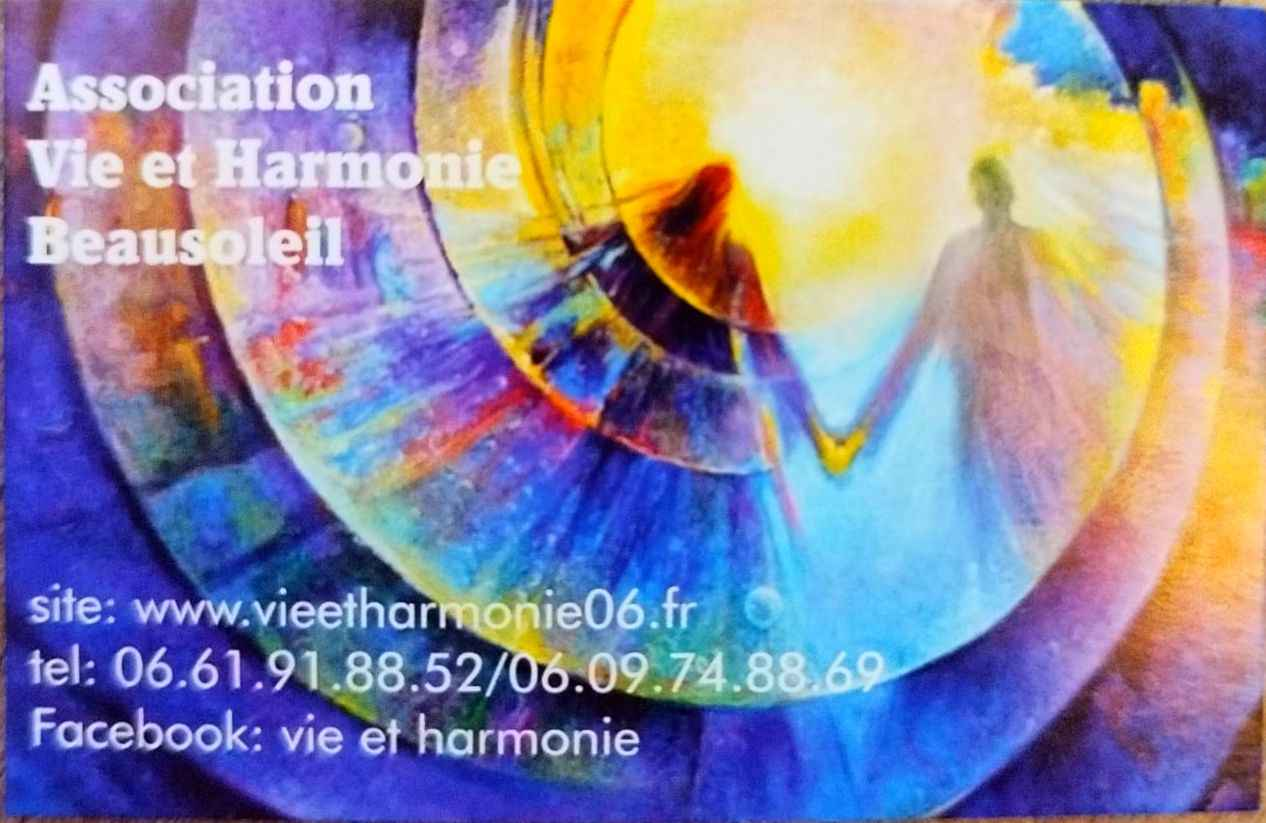 Association
Vie et Harmonie
Beausoleil
site: www.vieetharmonie06.fr
tel: 06.61.91.88.52/06.09.74.88.69
Facebook: vie et harmonie